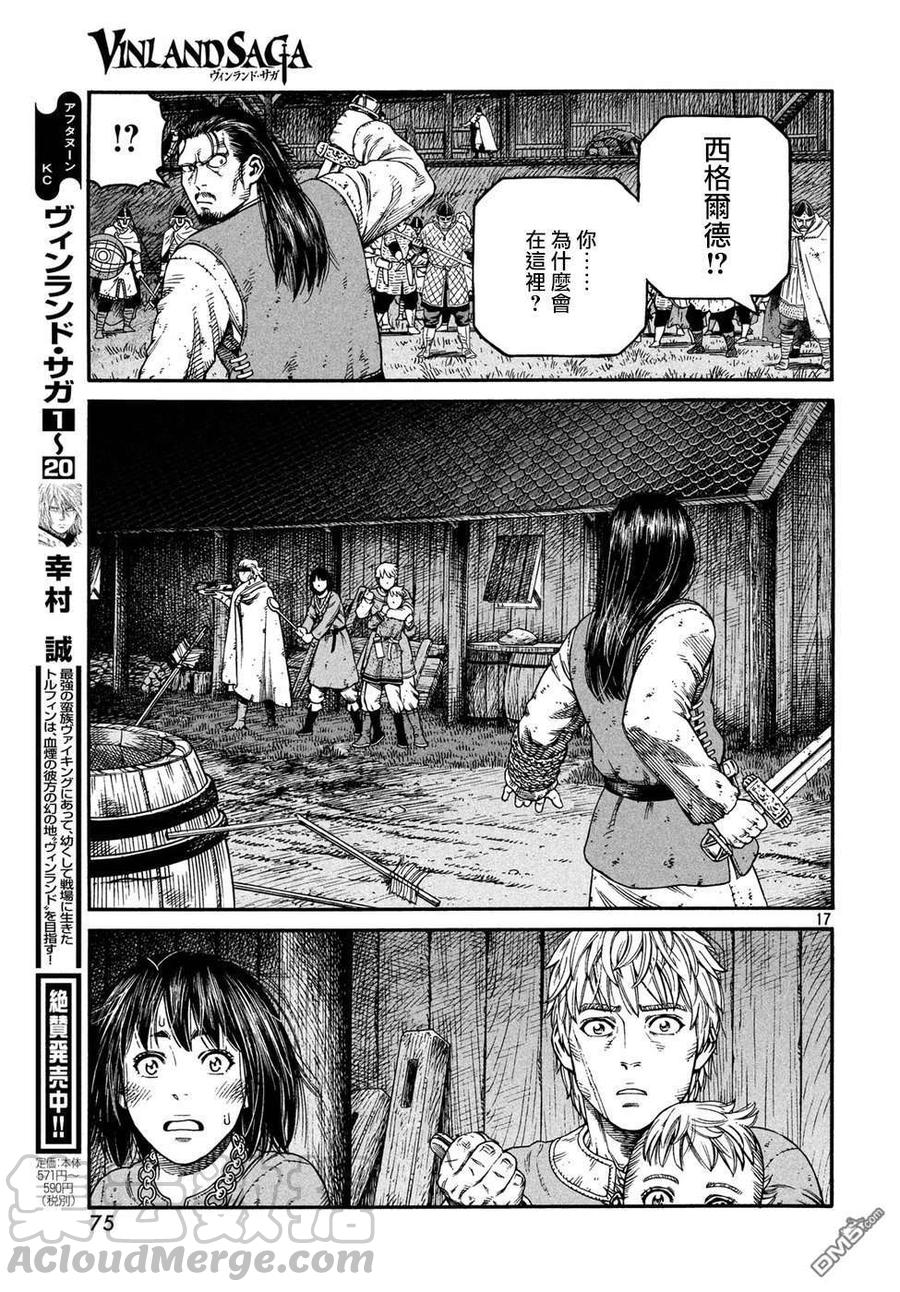 VINLAND SAGA
ヴィンランド・サガ
西格爾德!?
你……
為什麼會
在這裡?
!?
17
アフタヌーン
KC
ヴィンランド・サガ
1
〜
20
幸村 誠
最強の蛮族ヴァイキングにあって、幼くして戦場に生きた
トルフィンは、血煙の彼方の幻の地“ヴィンランド”を目指す!
絶賛発売中!!
定価:本体
571円〜
590円
(税別)
75
集云数据
ACloudMerge.com
DM5.com